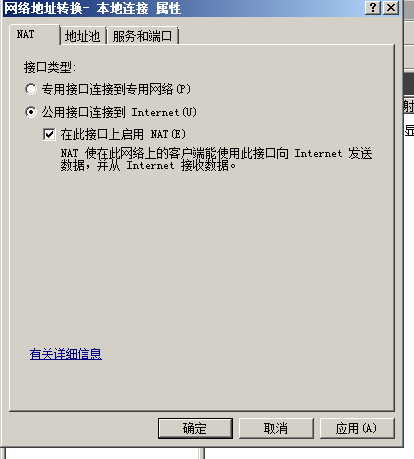 网络地址转换- 本地连接 属性
NAT
地址池
服务和端口
接口类型:
专用接口连接到专用网络(P)
公用接口连接到 Internet(U)
在此接口上启用 NAT(E)
NAT 使在此网络上的客户端能使用此接口向 Internet 发送
数据，并从 Internet 接收数据。
有关详细信息
确定
取消
应用(A)